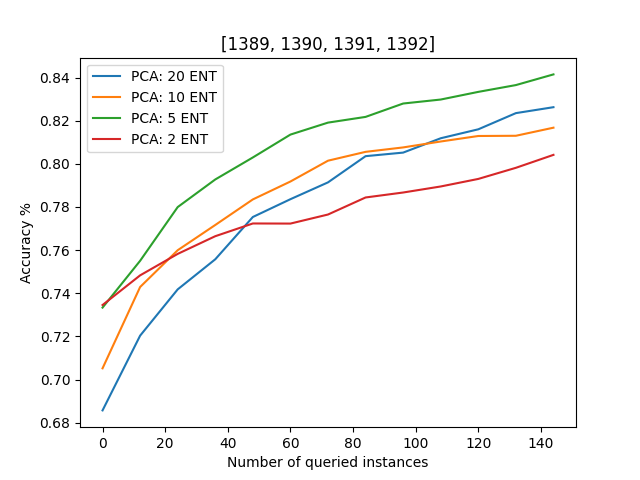 [1389, 1390, 1391, 1392]
PCA: 20 ENT
PCA: 10 ENT
PCA: 5 ENT
PCA: 2 ENT
Accuracy %
0.84
0.82
0.80
0.78
0.76
0.74
0.72
0.70
0.68
0 20 40 60 80 100 120 140
Number of queried instances